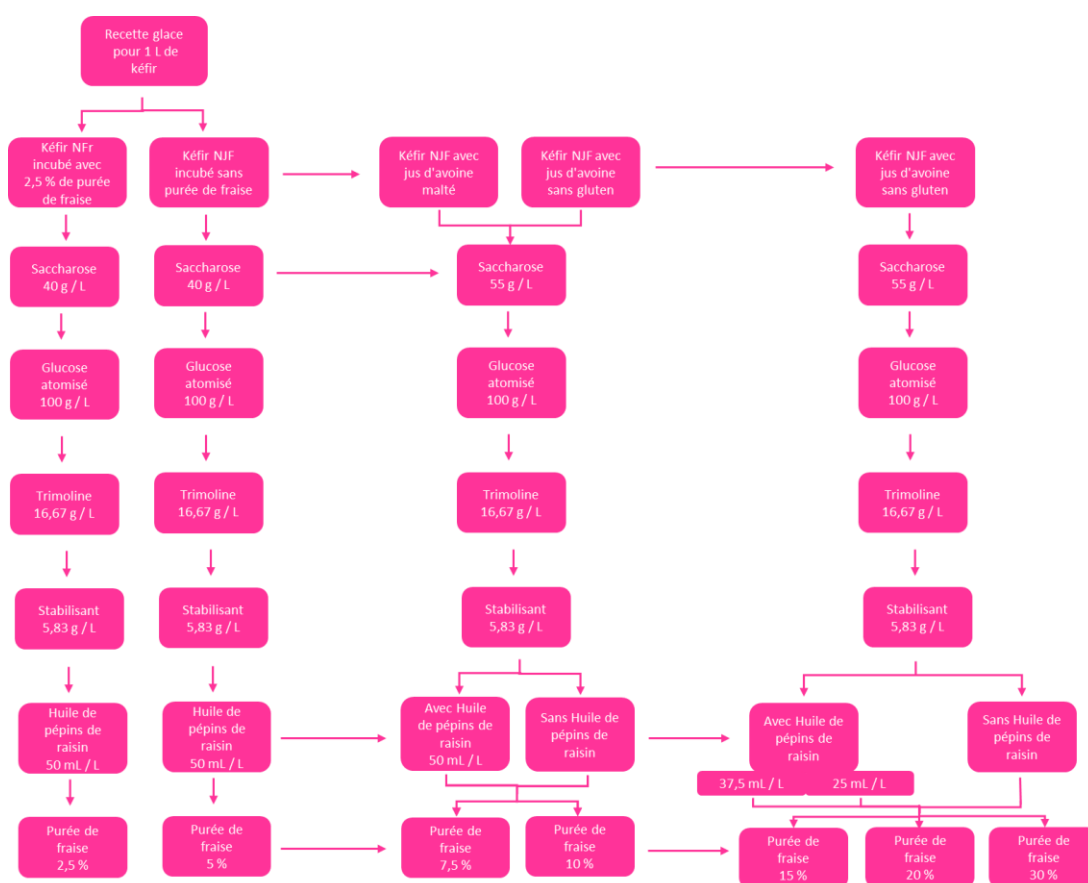 Recette glace
pour 1 L de
kéfir
Kéfir NFr
incubé avec
2,5 % de purée
de fraise
Kéfir NJF
incubé sans
purée de fraise
Kéfir NJF avec
jus d'avoine
malté
Kéfir NJF avec
jus d'avoine
sans gluten
Kéfir NJF avec
jus d'avoine
sans gluten
Saccharose
40 g / L
Saccharose
40 g / L
Saccharose
55 g / L
Saccharose
55 g / L
Glucose
atomisé
100 g / L
Glucose
atomisé
100 g / L
Glucose
atomisé
100 g / L
Glucose
atomisé
100 g / L
Trimoline
16,67 g / L
Trimoline
16,67 g / L
Trimoline
16,67 g / L
Trimoline
16,67 g / L
Stabilisant
5,83 g / L
Stabilisant
5,83 g / L
Stabilisant
5,83 g / L
Stabilisant
5,83 g / L
Huile de
pépins de
raisin
50 mL / L
Huile de
pépins de
raisin
50 mL / L
Avec Huile
de pépins de
raisin
50 mL / L
Sans Huile de
pépins de
raisin
Avec Huile de
pépins de
raisin
37,5 mL / L
25 mL / L
Sans Huile de
pépins de
raisin
Purée de
fraise
2,5 %
Purée de
fraise
5 %
Purée de
fraise
7,5 %
Purée de
fraise
10 %
Purée de
fraise
15 %
Purée de
fraise
20 %
Purée de
fraise
30 %